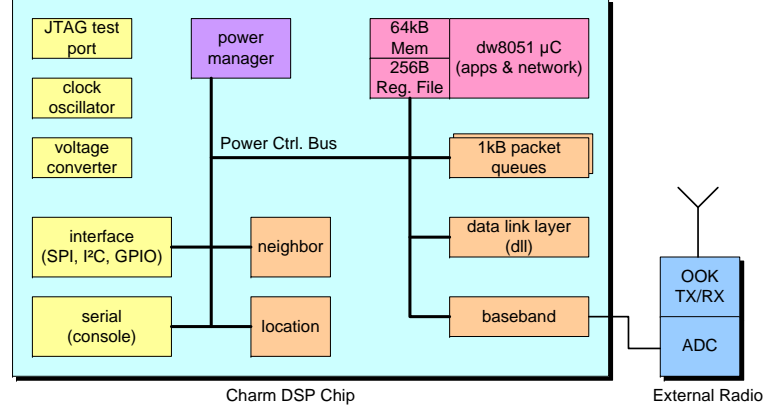 JTAG test
port
power
manager
64kB
Mem
256B
Reg. File
dw8051 µC
(apps & network)
clock
oscillator
voltage
converter
Power Ctrl. Bus
1kB packet
queues
interface
(SPI, I²C, GPIO)
neighbor
data link layer
(dll)
OOK
TX/RX
serial
(console)
location
baseband
ADC
Charm DSP Chip
External Radio